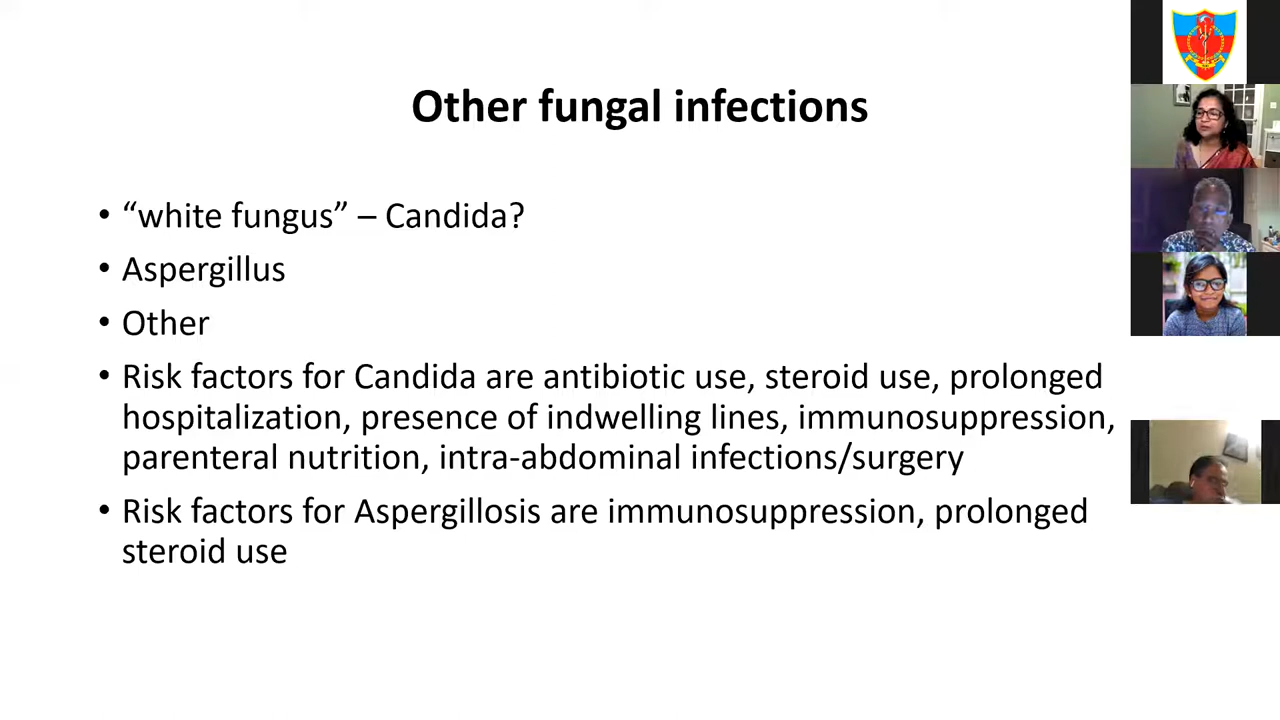 Other fungal infections
• “white fungus” – Candida?
• Aspergillus
• Other
• Risk factors for Candida are antibiotic use, steroid use, prolonged
hospitalization, presence of indwelling lines, immunosuppression,
parenteral nutrition, intra-abdominal infections/surgery
• Risk factors for Aspergillosis are immunosuppression, prolonged
steroid use